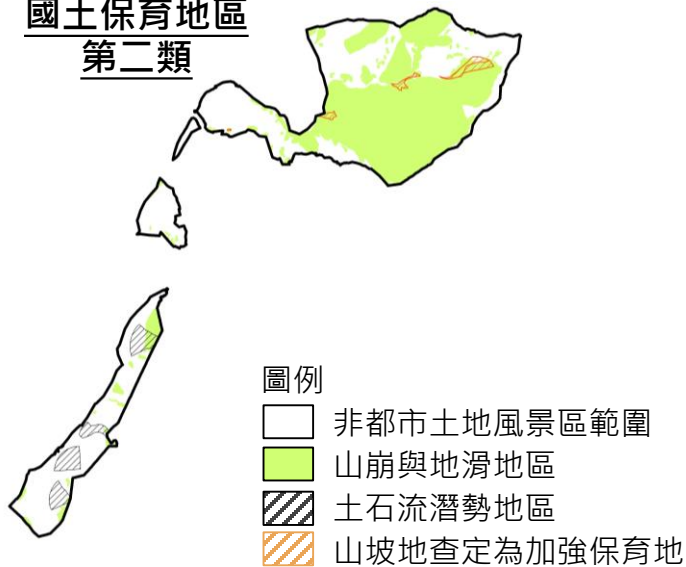 國土保育地區
第二類
圖例
非都市土地風景區範圍
山崩與地滑地區
土石流潛勢地區
山坡地查定為加強保育地